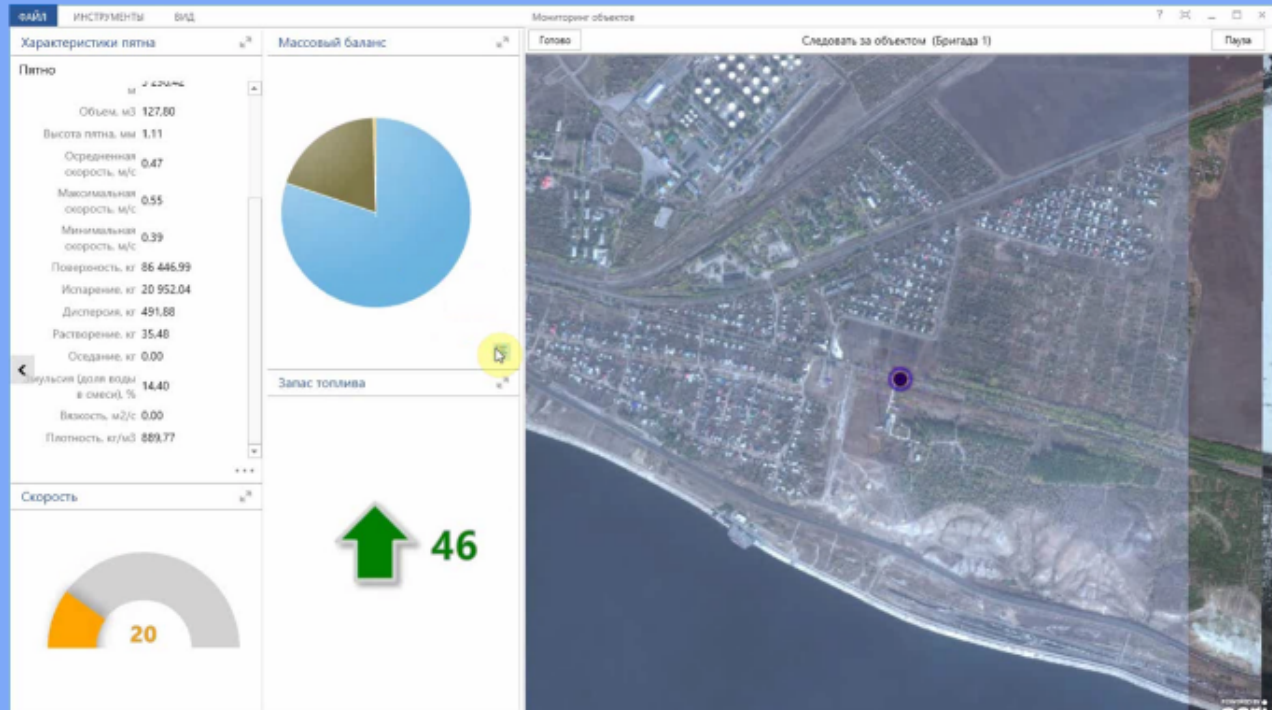 ФАЙЛ ИНСТРУМЕНТЫ ВИД
Мониторинг объектов
Характеристики пятна
Пятно
м
Объем, м3 127,80
Высота пятна, мм 1,11
Осредненная
скорость, м/с 0,47
Максимальная
скорость, м/с 0,55
Минимальная
скорость, м/с 0,39
Поверхность, кг 86 446,99
Испарение, кг 20 952,04
Дисперсия, кг 491,88
Растворение, кг 35,48
Оседание, кг 0,00
мульсия (доля воды
в смеси), % 14,40
Вязкость, м2/с 0,00
Плотность, кг/м3 889,77
Скорость
20
Массовый баланс
Запас топлива
46
Готово
Следовать за объектом (Бригада 1)
Пауза